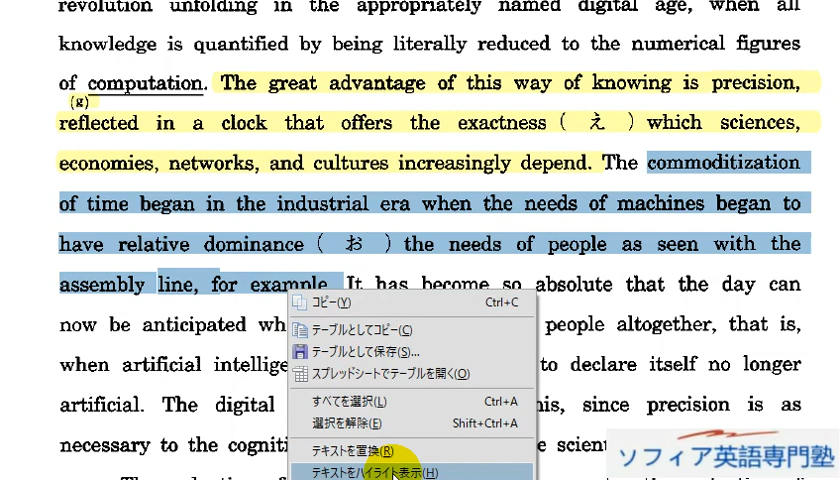 revolution unfolding in the appropriately named digital age, when all
knowledge is quantified by being literally reduced to the numerical figures
of computation. The great advantage of this way of knowing is precision,
(g)
reflected in a clock that offers the exactness ( え ) which sciences,
economies, networks, and cultures increasingly depend. The commoditization
of time began in the industrial era when the needs of machines began to
have relative dominance ( お ) the needs of people as seen with the
assembly line, for example. It has become so absolute that the day can
now be anticipated wh people altogether, that is,
when artificial intellige to declare itself no longer
artificial. The digital his, since precision is as
necessary to the cogniti e scien
コピー(Y) Ctrl+C
テーブルとしてコピー(C)
テーブルとして保存(S)...
スプレッドシートでテーブルを開く(O)
すべてを選択(L) Ctrl+A
選択を解除(E) Shift+Ctrl+A
テキストを置換(R)
テキストをハイライト表示(H)
ソフィア英語専門塾